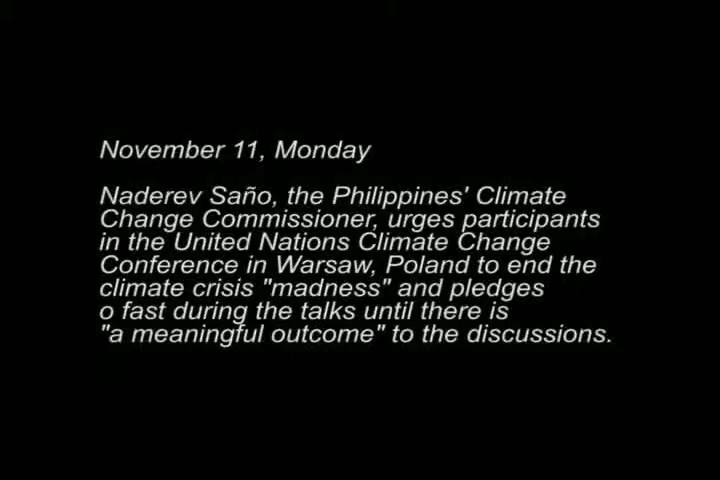 November 11, Monday
Naderev Saño, the Philippines' Climate
Change Commissioner, urges participants
in the United Nations Climate Change
Conference in Warsaw, Poland to end the
climate crisis "madness" and pledges
o fast during the talks until there is
"a meaningful outcome" to the discussions.